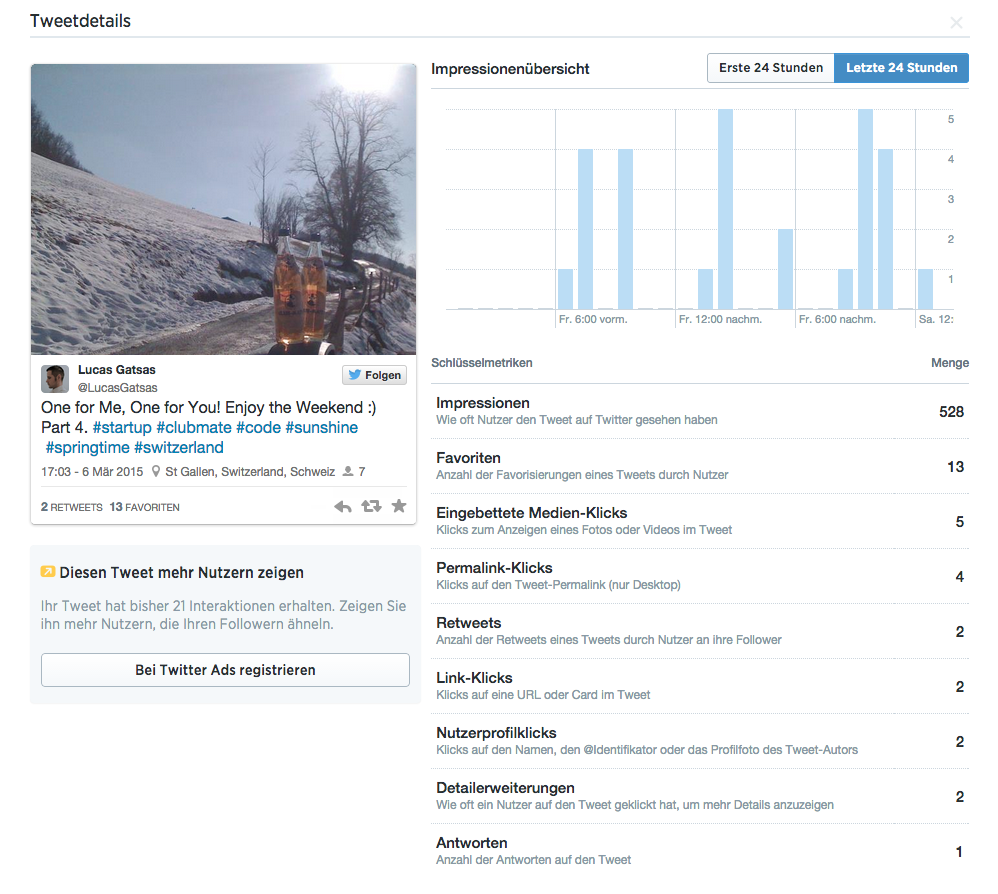 Tweetdetails
Impressionenübersicht
Erste 24 Stunden
Letzte 24 Stunden
5
4
3
2
1
Fr. 6:00 vorm.
Fr. 12:00 nachm.
Fr. 6:00 nachm.
Sa. 12:
Lucas Gatsas
@LucasGatsas
Folgen
One for Me, One for You! Enjoy the Weekend :)
Part 4. #startup #clubmate #code #sunshine
#springtime #switzerland
17:03 - 6 Mär 2015 St Gallen, Switzerland, Schweiz 7
2 RETWEETS 13 FAVORITEN
Diesen Tweet mehr Nutzern zeigen
Ihr Tweet hat bisher 21 Interaktionen erhalten. Zeigen Sie
ihn mehr Nutzern, die Ihren Followern ähneln.
Bei Twitter Ads registrieren
Schlüsselmetriken Menge
Impressionen 528
Wie oft Nutzer den Tweet auf Twitter gesehen haben
Favoriten 13
Anzahl der Favorisierungen eines Tweets durch Nutzer
Eingebettete Medien-Klicks 5
Klicks zum Anzeigen eines Fotos oder Videos im Tweet
Permalink-Klicks 4
Klicks auf den Tweet-Permalink (nur Desktop)
Retweets 2
Anzahl der Retweets eines Tweets durch Nutzer an ihre Follower
Link-Klicks 2
Klicks auf eine URL oder Card im Tweet
Nutzerprofilklicks 2
Klicks auf den Namen, den @Identifikator oder das Profilfoto des Tweet-Autors
Detailerweiterungen 2
Wie oft ein Nutzer auf den Tweet geklickt hat, um mehr Details anzuzeigen
Antworten 1
Anzahl der Antworten auf den Tweet